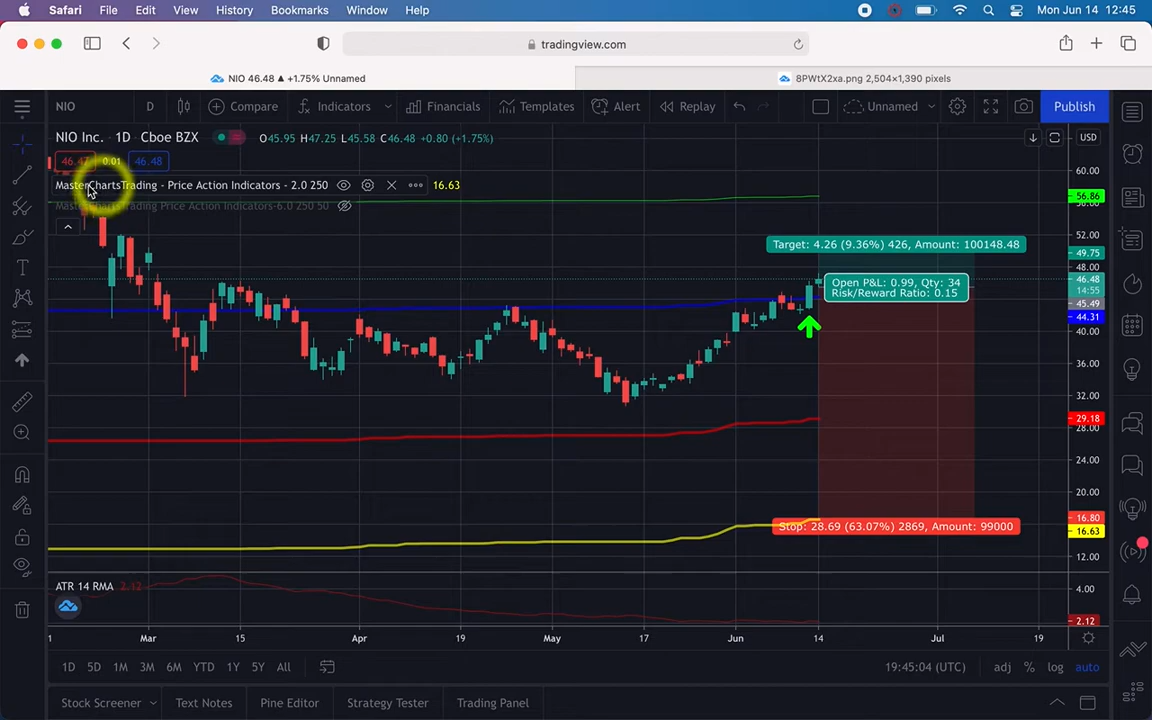 Safari File Edit View History Bookmarks Window Help Mon Jun 14 12:45
tradingview.com
NIO 46.48 ▲ +1.75% Unnamed
8PWtX2xa.png 2,504×1,390 pixels
NIO D Compare Indicators Financials Templates Alert Replay Unnamed Publish
NIO Inc. 1D Cboe BZX O45.95 H47.25 L45.58 C46.48 +0.80 (+1.75%) USD
46.47 0.01 46.48
60.00
MasterChartsTrading - Price Action Indicators - 2.0 250 16.63
56.86
MasterChartsTrading Price Action Indicators-6.0 250 50
56.00
52.00
Target: 4.26 (9.36%) 426, Amount: 100148.48
49.75
48.00
46.48
14:55
Open P&L: 0.99, Qty: 34
Risk/Reward Ratio: 0.15
45.49
44.31
40.00
36.00
32.00
29.18
28.00
24.00
20.00
16.80
Stop: 28.69 (63.07%) 2869, Amount: 99000
16.63
12.00
ATR 14 RMA 2.12
4.00
2.12
1 Mar 15 Apr 19 May 17 Jun 14 Jul 19
1D 5D 1M 3M 6M YTD 1Y 5Y All 19:45:04 (UTC) adj % log auto
Stock Screener Text Notes Pine Editor Strategy Tester Trading Panel